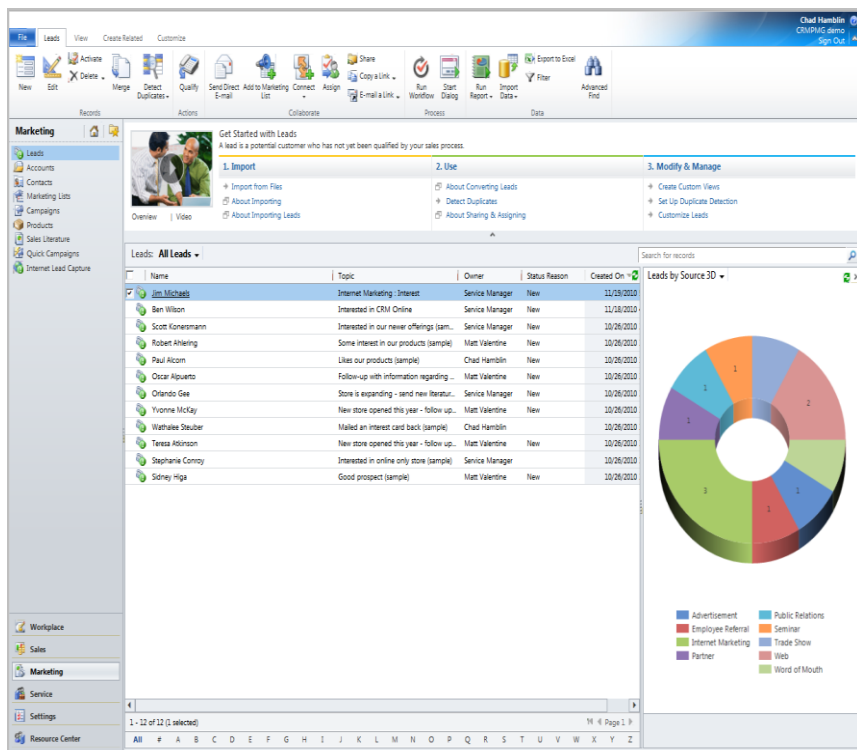 Chad Hamblin
CRMPMG demo
Sign Out
File Leads View Create Related Customize
New Edit Activate Delete Merge Detect Duplicates Qualify Send Direct E-mail Add to Marketing List Connect Assign Share Copy a Link E-mail a Link Run Workflow Start Dialog Run Report Import Data Export to Excel Filter Advanced Find
Records Actions Collaborate Process Data
Marketing
Leads
Accounts
Contacts
Marketing Lists
Campaigns
Products
Sales Literature
Quick Campaigns
Internet Lead Capture
Get Started with Leads
A lead is a potential customer who has not yet been qualified by your sales process.
1. Import
Import from Files
About Importing
About Importing Leads
2. Use
About Converting Leads
Detect Duplicates
About Sharing & Assigning
3. Modify & Manage
Create Custom Views
Set Up Duplicate Detection
Customize Leads
Overview | Video
Leads: All Leads
Search for records
Name Topic Owner Status Reason Created On
Jim Michaels Internet Marketing : Interest Service Manager New 11/19/2010
Ben Wilson Interested in CRM Online Service Manager New 11/18/2010
Scott Konersmann Interested in our newer offerings (sam... Service Manager New 10/26/2010
Robert Ahlering Some interest in our products (sample) Matt Valentine New 10/26/2010
Paul Alcorn Likes our products (sample) Chad Hamblin New 10/26/2010
Oscar Alpuerto Follow-up with information regarding ... Matt Valentine New 10/26/2010
Orlando Gee Store is expanding - send new literatur... Service Manager New 10/26/2010
Yvonne McKay New store opened this year - follow up... Matt Valentine New 10/26/2010
Wathalee Steuber Mailed an interest card back (sample) Chad Hamblin 10/26/2010
Teresa Atkinson New store opened this year - follow up... Matt Valentine New 10/26/2010
Stephanie Conroy Interested in online only store (sample) Service Manager 10/26/2010
Sidney Higa Good prospect (sample) Matt Valentine New 10/26/2010
Leads by Source 3D
1
1 2
1
3 1
1
Advertisement Public Relations
Employee Referral Seminar
Internet Marketing Trade Show
Partner Web
Word of Mouth
Workplace
Sales
Marketing
Service
Settings
Resource Center
1 - 12 of 12 (1 selected)
Page 1
All # A B C D E F G H I J K L M N O P Q R S T U V W X Y Z